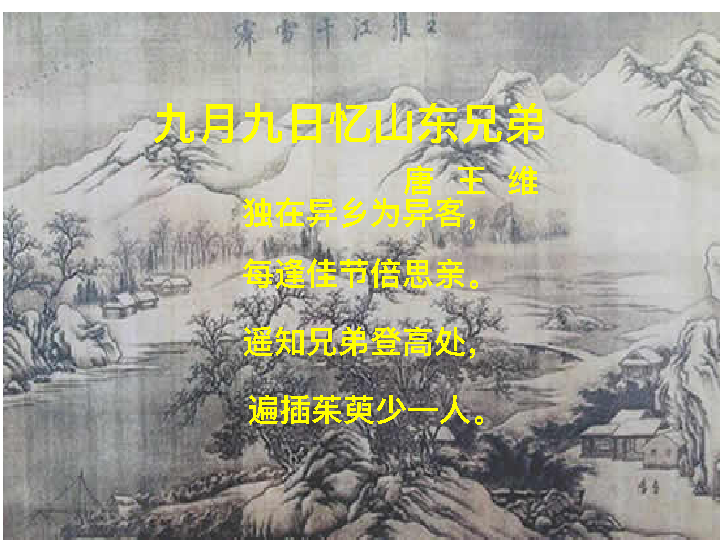 九月九日忆山东兄弟
唐 王 维
独在异乡为异客，
每逢佳节倍思亲。
遥知兄弟登高处，
遍插茱萸少一人。